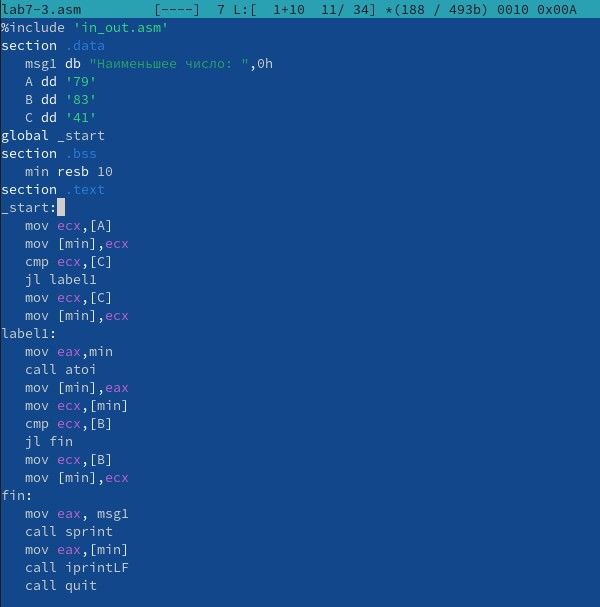 lab7-3.asm [----] 7 L:[ 1+10 11/ 34] *(188 / 493b) 0010 0x00A
%include 'in_out.asm'
section .data
   msg1 db "Наименьшее число: ",0h
   A dd '79'
   B dd '83'
   C dd '41'
global _start
section .bss
   min resb 10
section .text
_start:
   mov ecx,[A]
   mov [min],ecx
   cmp ecx,[C]
   jl label1
   mov ecx,[C]
   mov [min],ecx
label1:
   mov eax,min
   call atoi
   mov [min],eax
   mov ecx,[min]
   cmp ecx,[B]
   jl fin
   mov ecx,[B]
   mov [min],ecx
fin:
   mov eax, msg1
   call sprint
   mov eax,[min]
   call iprintLF
   call quit